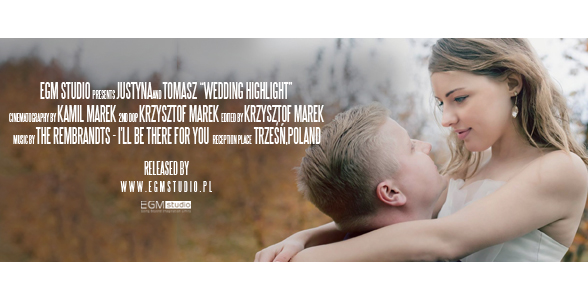 EGM STUDIO PRESENTS JUSTYNA AND TOMASZ "WEDDING HIGHLIGHT"
CINEMATOGRAPHY BY KAMIL MAREK 2ND DOP KRZYSZTOF MAREK EDITED BY KRZYSZTOF MAREK
MUSIC BY THE REMBRANDTS - I'LL BE THERE FOR YOU RECEPTION PLACE TRZEŚŃ,POLAND
RELEASED BY
WWW.EGMSTUDIO.PL
EGM studio